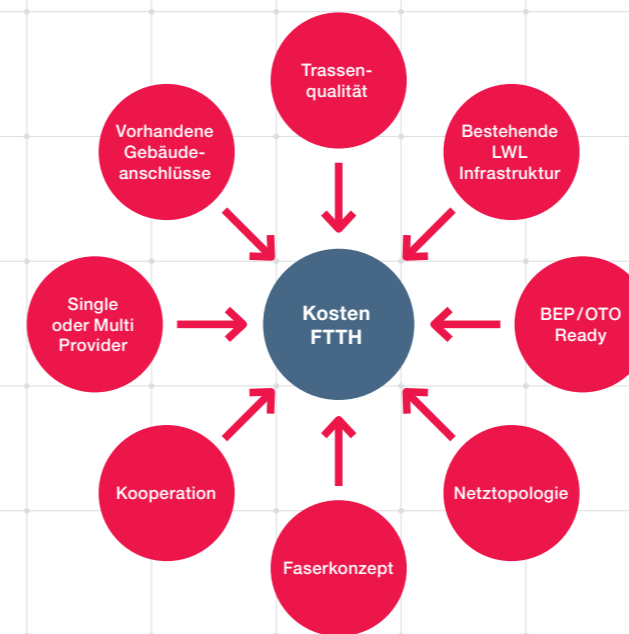 Trassen-
qualität
Vorhandene
Gebäude-
anschlüsse
Bestehende
LWL
Infrastruktur
Single
oder Multi
Provider
Kosten
FTTH
BEP/OTO
Ready
Kooperation
Netztopologie
Faserkonzept